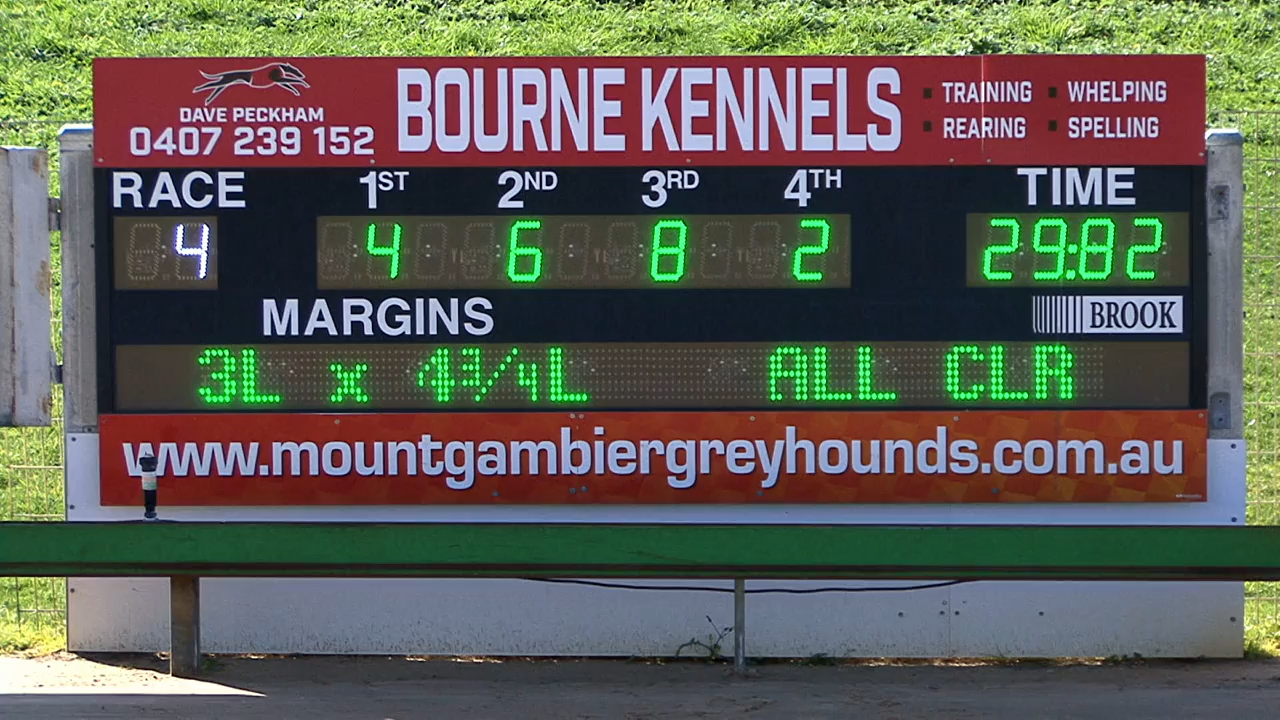 DAVE PECKHAM
0407 239 152
BOURNE KENNELS
TRAINING WHELPING
REARING SPELLING
RACE 1ST 2ND 3RD 4TH TIME
4 4 6 8 2 29:82
MARGINS BROOK
3L x 4¾L ALL CLR
www.mountgambiergreyhounds.com.au